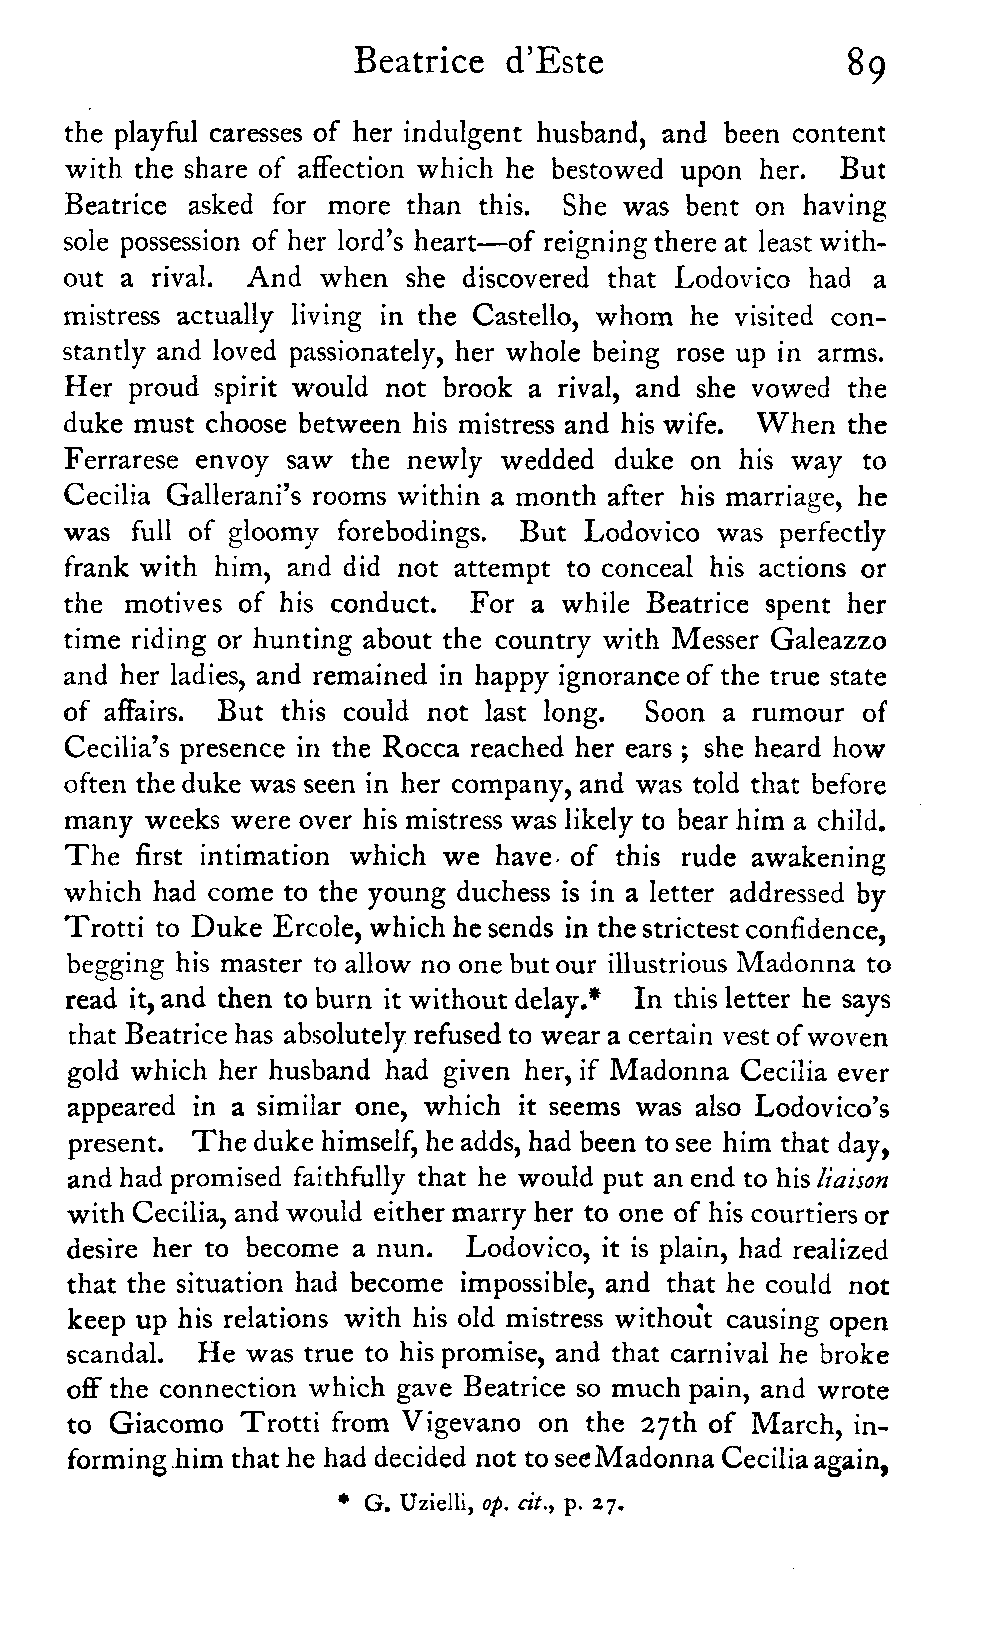 Beatrice d'Este 89
the playful caresses of her indulgent husband, and been content
with the share of affection which he bestowed upon her. But
Beatrice asked for more than this. She was bent on having
sole possession of her lord's heart—of reigning there at least with-
out a rival. And when she discovered that Lodovico had a
mistress actually living in the Castello, whom he visited con-
stantly and loved passionately, her whole being rose up in arms.
Her proud spirit would not brook a rival, and she vowed the
duke must choose between his mistress and his wife. When the
Ferrarese envoy saw the newly wedded duke on his way to
Cecilia Gallerani's rooms within a month after his marriage, he
was full of gloomy forebodings. But Lodovico was perfectly
frank with him, and did not attempt to conceal his actions or
the motives of his conduct. For a while Beatrice spent her
time riding or hunting about the country with Messer Galeazzo
and her ladies, and remained in happy ignorance of the true state
of affairs. But this could not last long. Soon a rumour of
Cecilia's presence in the Rocca reached her ears ; she heard how
often the duke was seen in her company, and was told that before
many weeks were over his mistress was likely to bear him a child.
The first intimation which we have of this rude awakening
which had come to the young duchess is in a letter addressed by
Trotti to Duke Ercole, which he sends in the strictest confidence,
begging his master to allow no one but our illustrious Madonna to
read it, and then to burn it without delay.* In this letter he says
that Beatrice has absolutely refused to wear a certain vest of woven
gold which her husband had given her, if Madonna Cecilia ever
appeared in a similar one, which it seems was also Lodovico's
present. The duke himself, he adds, had been to see him that day,
and had promised faithfully that he would put an end to his liaison
with Cecilia, and would either marry her to one of his courtiers or
desire her to become a nun. Lodovico, it is plain, had realized
that the situation had become impossible, and that he could not
keep up his relations with his old mistress without causing open
scandal. He was true to his promise, and that carnival he broke
off the connection which gave Beatrice so much pain, and wrote
to Giacomo Trotti from Vigevano on the 27th of March, in-
forming him that he had decided not to see Madonna Cecilia again,
* G. Uzielli, op. cit., p. 27.